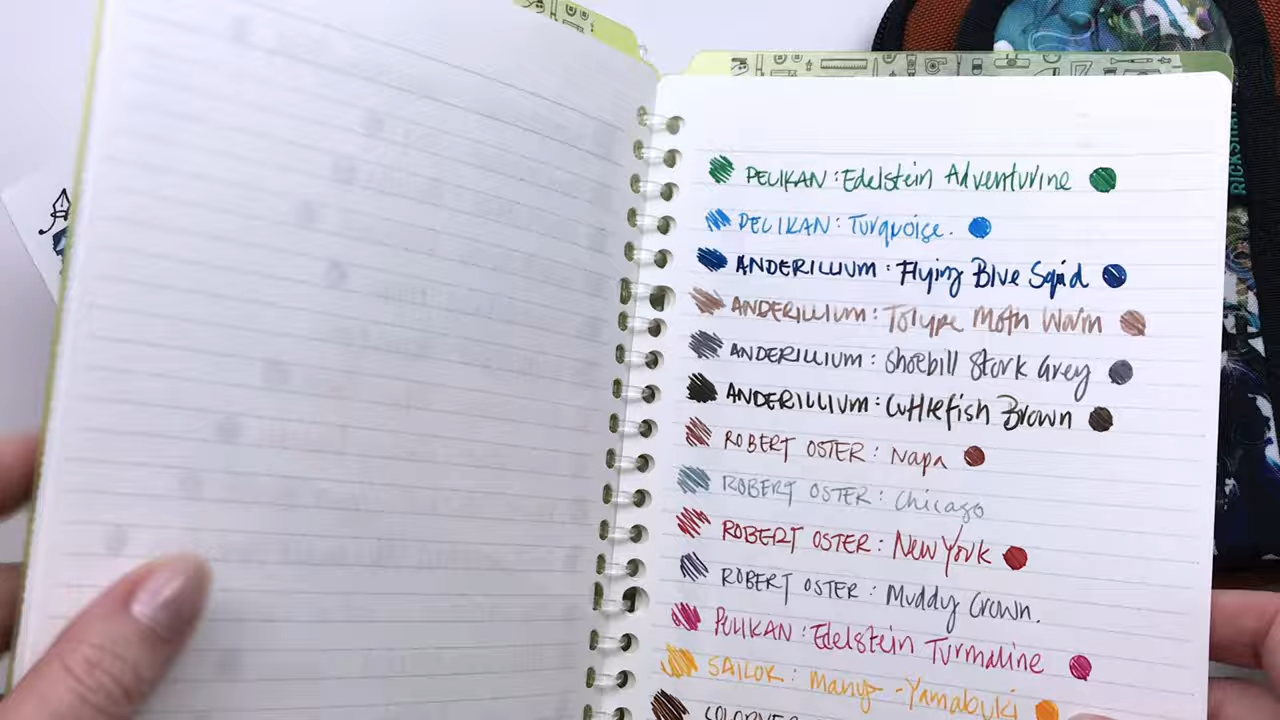 PELIKAN : Edelstein Adventurine
PELIKAN : Turquoise.
ANDERILLIUM : Flying Blue Squid
ANDERILLIUM : Tolype Moth Warm
ANDERILLIUM : Shoebill Stork Grey
ANDERILLIUM : Cuttlefish Brown
ROBERT OSTER : Napa
ROBERT OSTER : Chicago
ROBERT OSTER : New York
ROBERT OSTER : Muddy Crown.
PELIKAN : Edelstein Turmaline
SAILOR : Manyo - Yamabuki
RICKSHAW